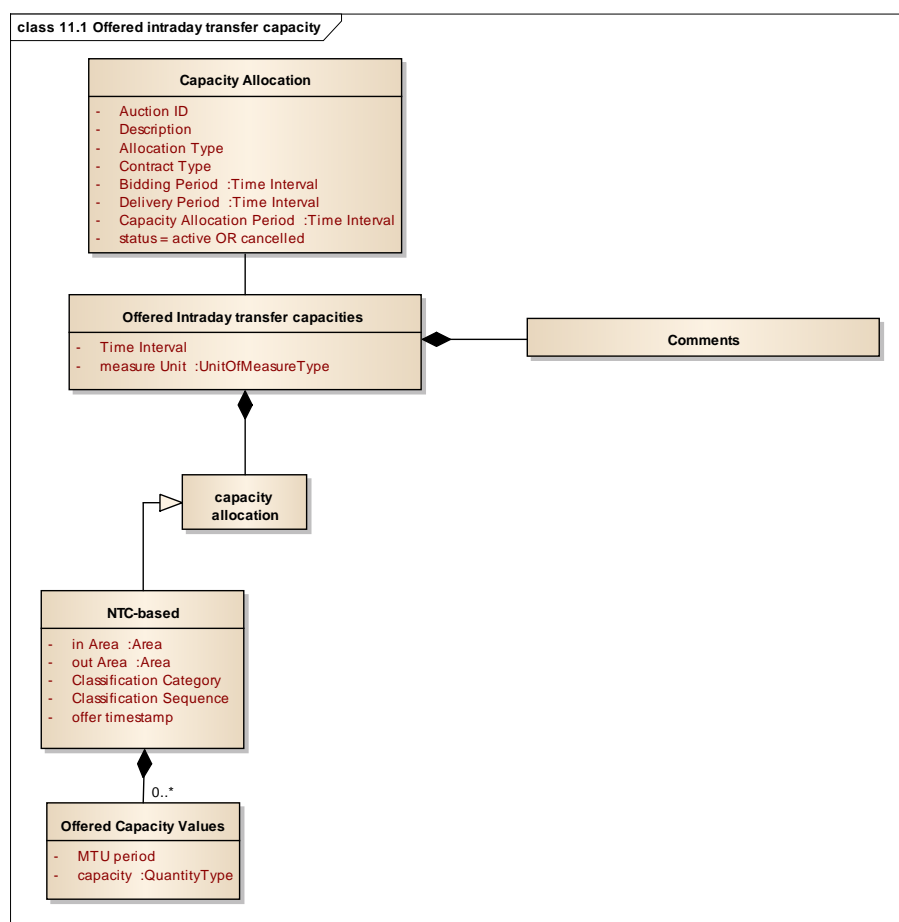 class 11.1 Offered intraday transfer capacity
Capacity Allocation
- Auction ID
- Description
- Allocation Type
- Contract Type
- Bidding Period :Time Interval
- Delivery Period :Time Interval
- Capacity Allocation Period :Time Interval
- status = active OR cancelled
Offered Intraday transfer capacities
- Time Interval
- measure Unit :UnitOfMeasureType
Comments
capacity
allocation
NTC-based
- in Area :Area
- out Area :Area
- Classification Category
- Classification Sequence
- offer timestamp
0..*
Offered Capacity Values
- MTU period
- capacity :QuantityType